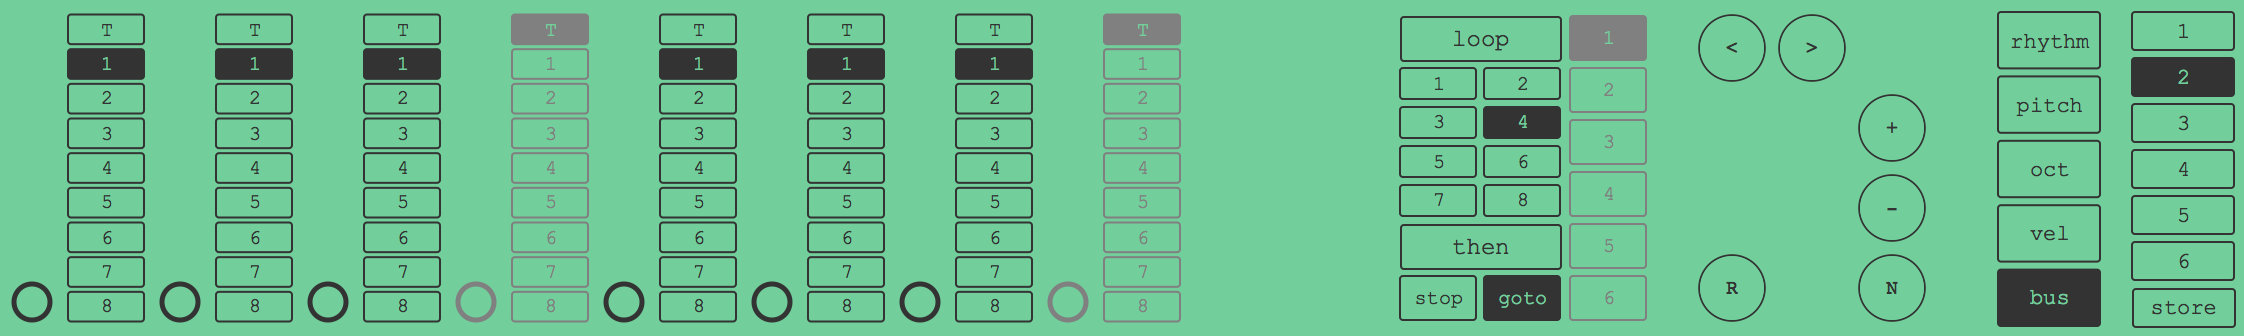 T T T T T T T T
1 1 1 1 1 1 1 1
2 2 2 2 2 2 2 2
3 3 3 3 3 3 3 3
4 4 4 4 4 4 4 4
5 5 5 5 5 5 5 5
6 6 6 6 6 6 6 6
7 7 7 7 7 7 7 7
8 8 8 8 8 8 8 8
loop
1 2
3 4
5 6
7 8
then
stop goto
1
2
3
4
5
6
< >
+
-
R N
rhythm
pitch
oct
vel
bus
1
2
3
4
5
6
store